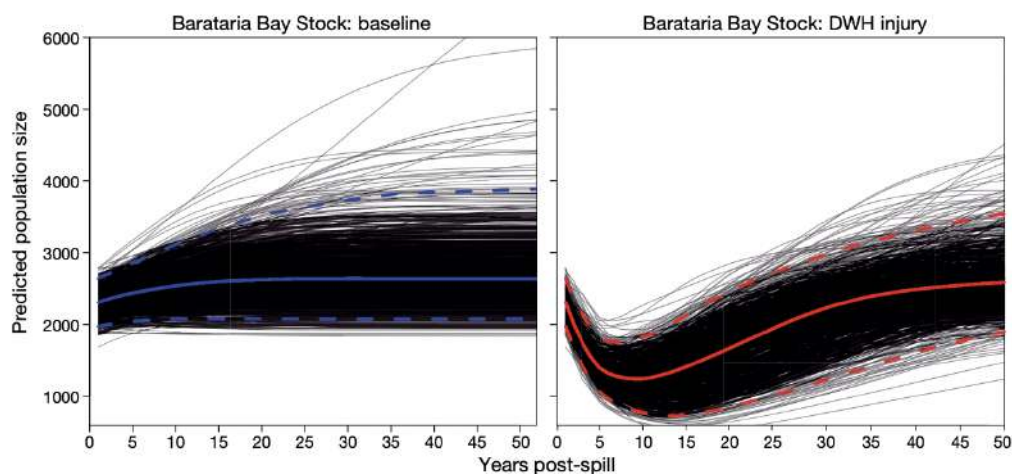 Barataria Bay Stock: baseline
Barataria Bay Stock: DWH injury
Predicted population size
6000
5000
4000
3000
2000
1000
0 5 10 15 20 25 30 35 40 45 50
0 5 10 15 20 25 30 35 40 45 50
Years post-spill